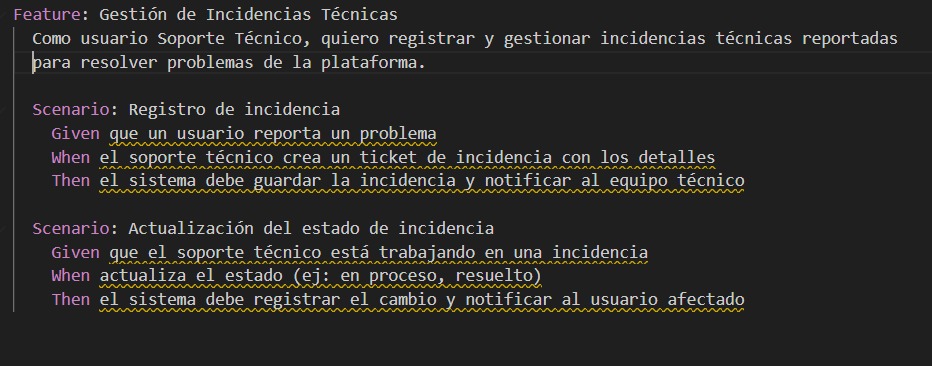 Feature: Gestión de Incidencias Técnicas
Como usuario Soporte Técnico, quiero registrar y gestionar incidencias técnicas reportadas
para resolver problemas de la plataforma.
Scenario: Registro de incidencia
Given que un usuario reporta un problema
When el soporte técnico crea un ticket de incidencia con los detalles
Then el sistema debe guardar la incidencia y notificar al equipo técnico
Scenario: Actualización del estado de incidencia
Given que el soporte técnico está trabajando en una incidencia
When actualiza el estado (ej: en proceso, resuelto)
Then el sistema debe registrar el cambio y notificar al usuario afectado